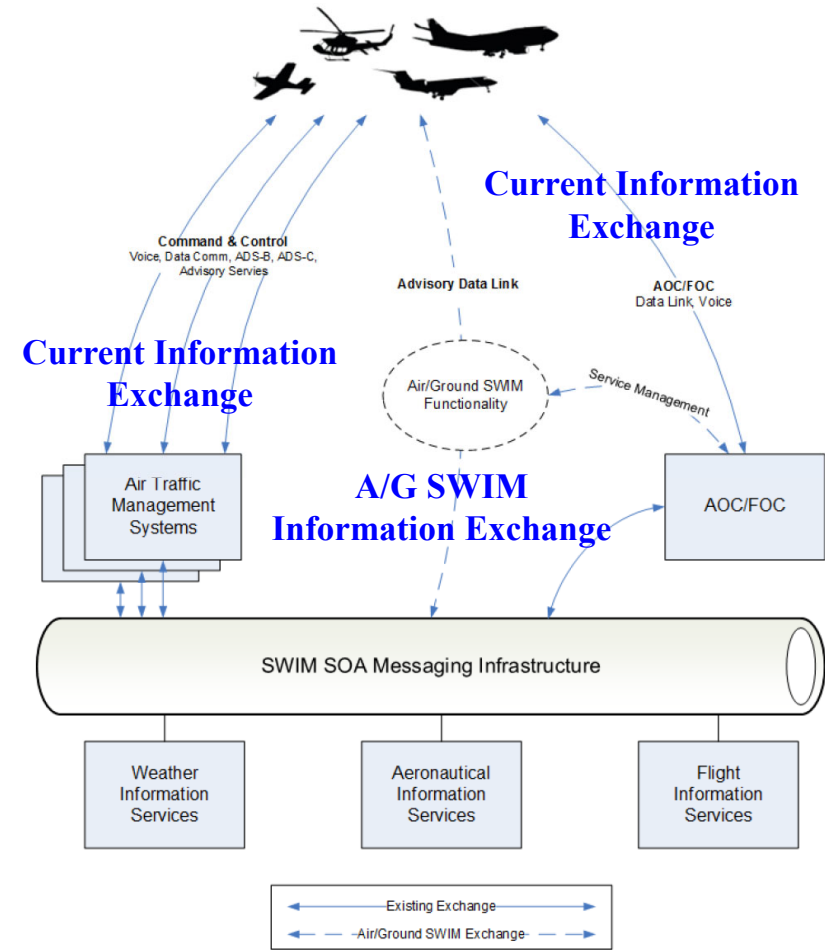 Current Information
Exchange
Command & Control
Voice, Data Comm, ADS-B, ADS-C,
Advisory Servies
Advisory Data Link
AOC/FOC
Data Link, Voice
Current Information
Exchange
Air/Ground SWIM
Functionality
Service Management
Air Traffic
Management
Systems
A/G SWIM
Information Exchange
AOC/FOC
SWIM SOA Messaging Infrastructure
Weather
Information
Services
Aeronautical
Information
Services
Flight
Information
Services
Existing Exchange
Air/Ground SWIM Exchange